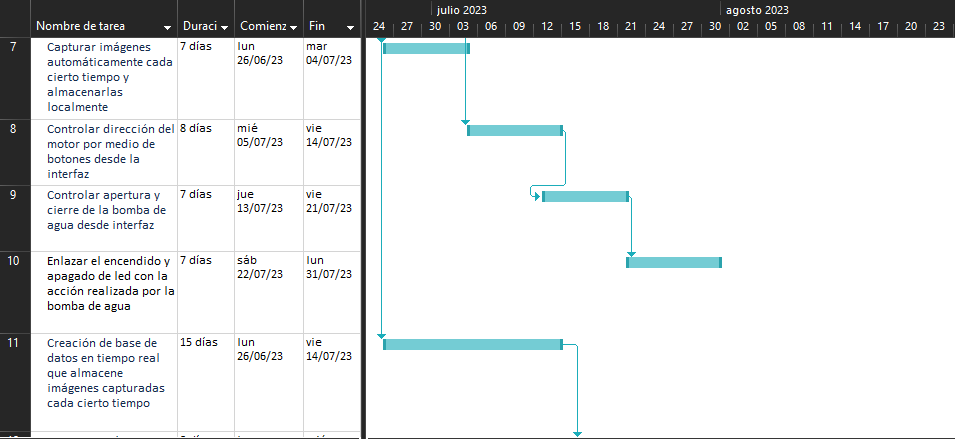 julio 2023
agosto 2023
Nombre de tarea
Duraci
Comienz
Fin
24 27 30 03 06 09 12 15 18 21 24 27 30 02 05 08 11 14 17 20 23
7
Capturar imágenes
automáticamente cada
cierto tiempo y
almacenarlas
localmente
7 días
lun
26/06/23
mar
04/07/23
8
Controlar dirección del
motor por medio de
botones desde la
interfaz
8 días
mié
05/07/23
vie
14/07/23
9
Controlar apertura y
cierre de la bomba de
agua desde interfaz
7 días
jue
13/07/23
vie
21/07/23
10
Enlazar el encendido y
apagado de led con la
acción realizada por la
bomba de agua
7 días
sáb
22/07/23
lun
31/07/23
11
Creación de base de
datos en tiempo real
que almacene
imágenes capturadas
cada cierto tiempo
15 días
lun
26/06/23
vie
14/07/23